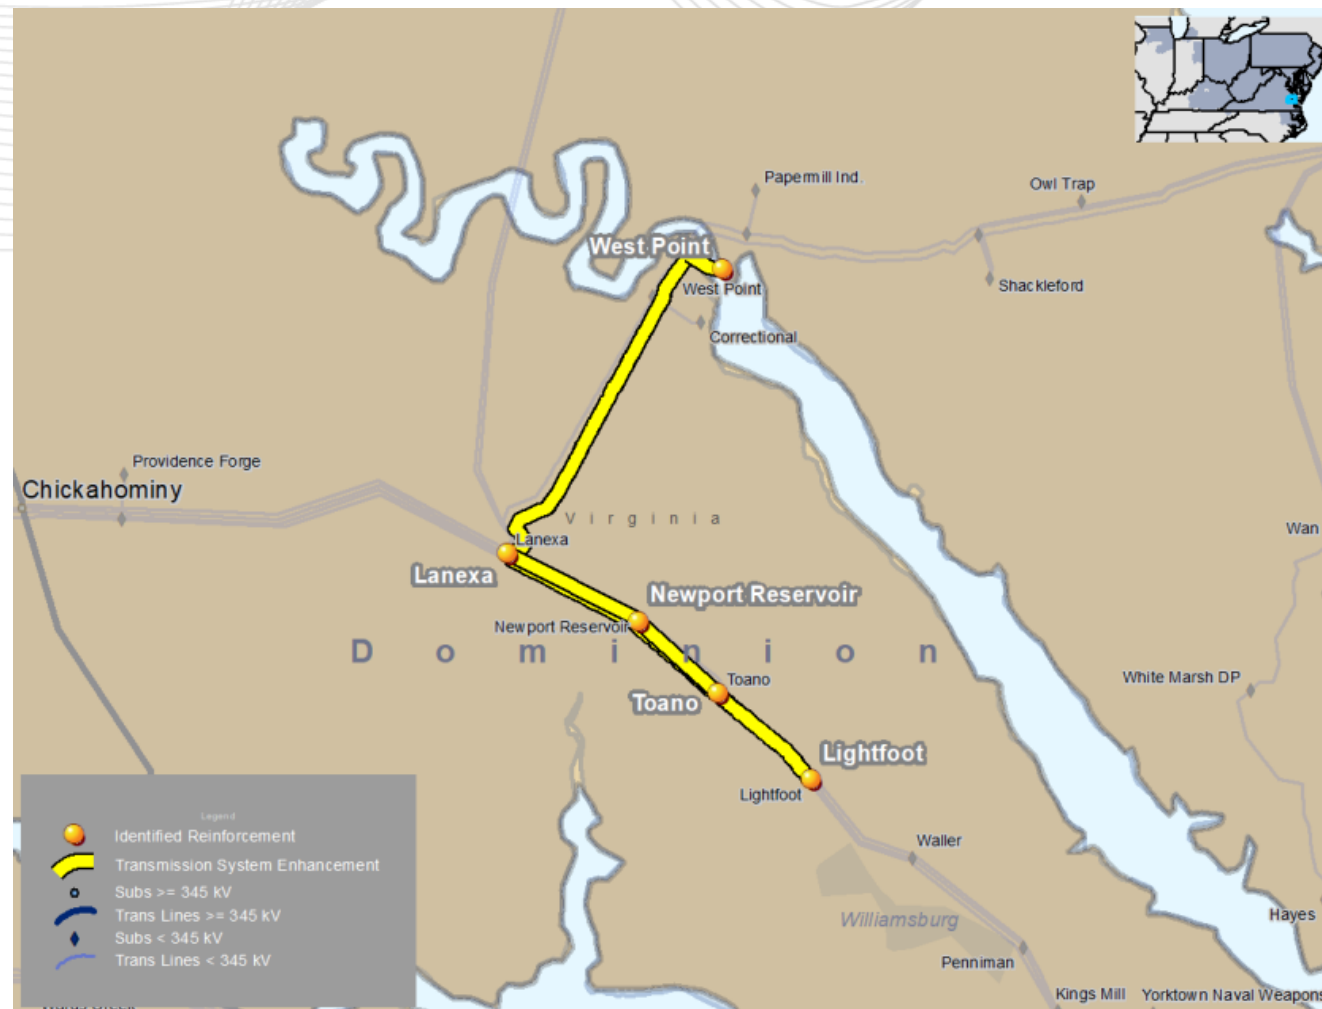 Papermill Ind.
Owl Trap
West Point
West Point
Shackleford
Correctional
Providence Forge
Chickahominy
Virginia
Wan
Lanexa
Lanexa
Newport Reservoir
Newport Reservoir
Dominion
Toano
White Marsh DP
Toano
Lightfoot
Lightfoot
Legend
Identified Reinforcement
Transmission System Enhancement
Subs >= 345 kV
Trans Lines >= 345 kV
Subs < 345 kV
Trans Lines < 345 kV
Waller
Williamsburg
Hayes
Penniman
Kings Mill
Yorktown Naval Weapons